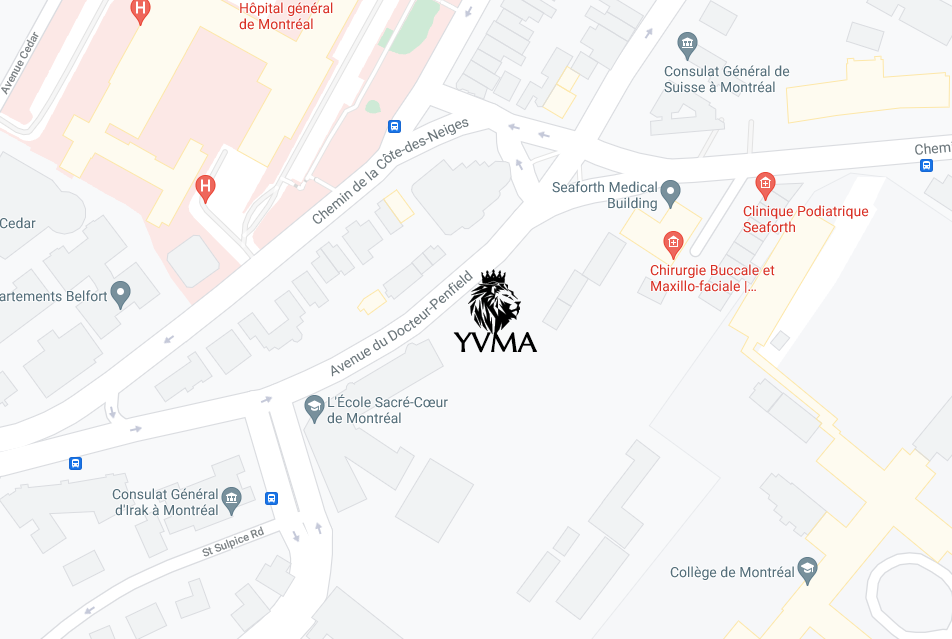 H
Hôpital général
de Montréal
Avenue Cedar
Consulat Général de
Suisse à Montréal
Chemin de la Côte-des-Neiges
Chem
H
Seaforth Medical
Building
Clinique Podiatrique
Seaforth
Cedar
Chirurgie Buccale et
Maxillo-faciale |...
artements Belfort
Avenue du Docteur-Penfield
YVMA
L'École Sacré-Cœur
de Montréal
Consulat Général
d'Irak à Montréal
St Sulpice Rd
Collège de Montréal